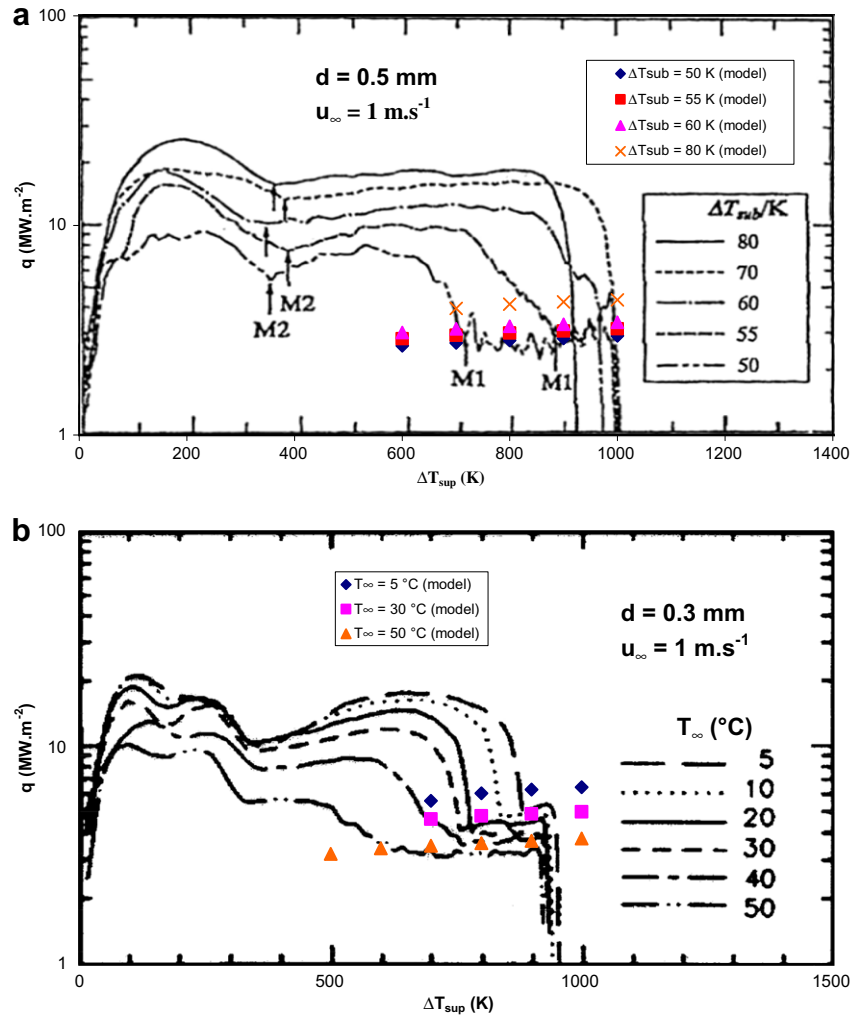 a
100
d = 0.5 mm
u∞ = 1 m.s-1
ΔTsub = 50 K (model)
ΔTsub = 55 K (model)
ΔTsub = 60 K (model)
ΔTsub = 80 K (model)
q (MW.m-2)
10
ΔTsub/K
80
70
60
55
50
M2
M2
M1
M1
1
0
200
400
600
800
1000
1200
1400
ΔTsup (K)
b
100
T∞ = 5 °C (model)
T∞ = 30 °C (model)
T∞ = 50 °C (model)
d = 0.3 mm
u∞ = 1 m.s-1
q (MW.m-2)
10
T∞ (°C)
5
10
20
30
40
50
1
0
500
1000
1500
ΔTsup (K)